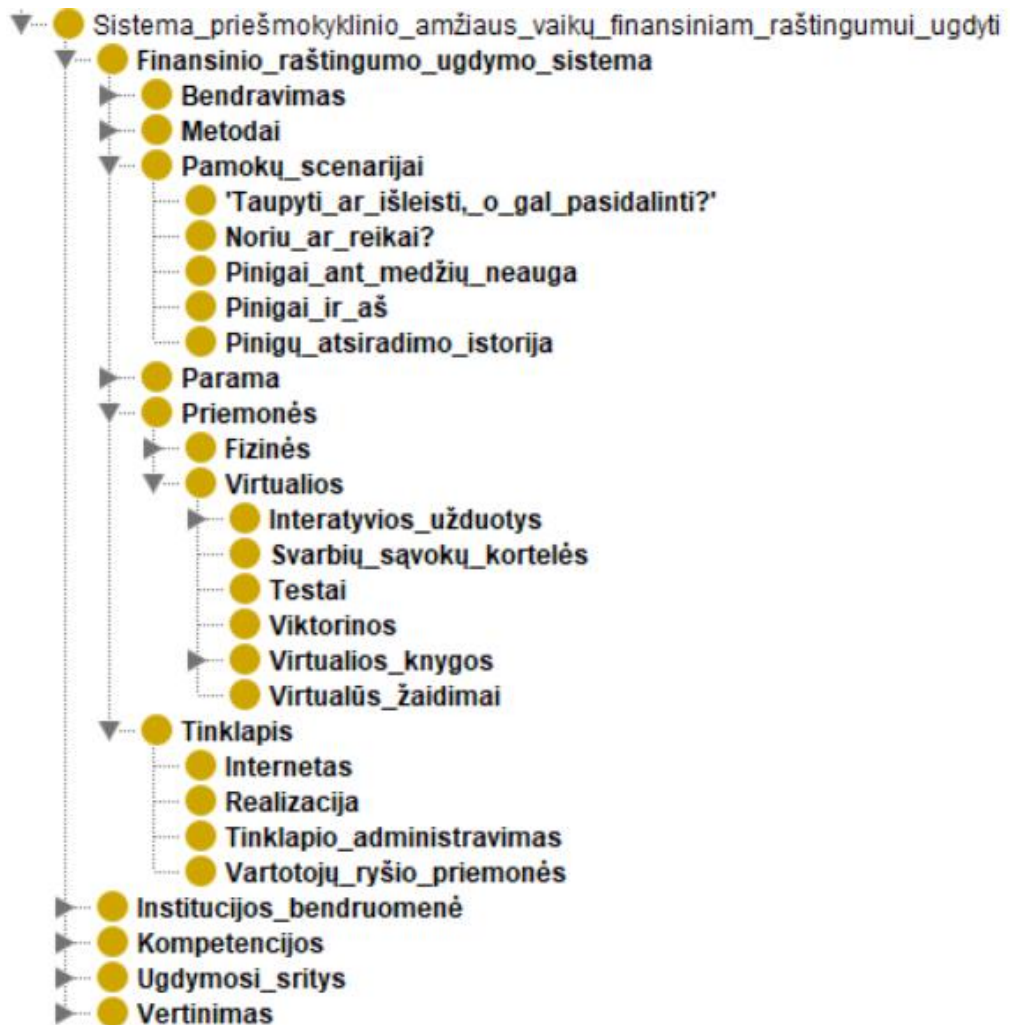 Sistema_priešmokyklinio_amžiaus_vaikų_finansiniam_raštingumui_ugdyti
Finansinio_raštingumo_ugdymo_sistema
Bendravimas
Metodai
Pamokų_scenarijai
'Taupyti_ar_išleisti,_o_gal_pasidalinti?'
Noriu_ar_reikai?
Pinigai_ant_medžių_neauga
Pinigai_ir_aš
Pinigų_atsiradimo_istorija
Parama
Priemonės
Fizinės
Virtualios
Interatyvios_užduotys
Svarbių_sąvokų_kortelės
Testai
Viktorinos
Virtualios_knygos
Virtualūs_žaidimai
Tinklapis
Internetas
Realizacija
Tinklapio_administravimas
Vartotojų_ryšio_priemonės
Institucijos_bendruomenė
Kompetencijos
Ugdymosi_sritys
Vertinimas